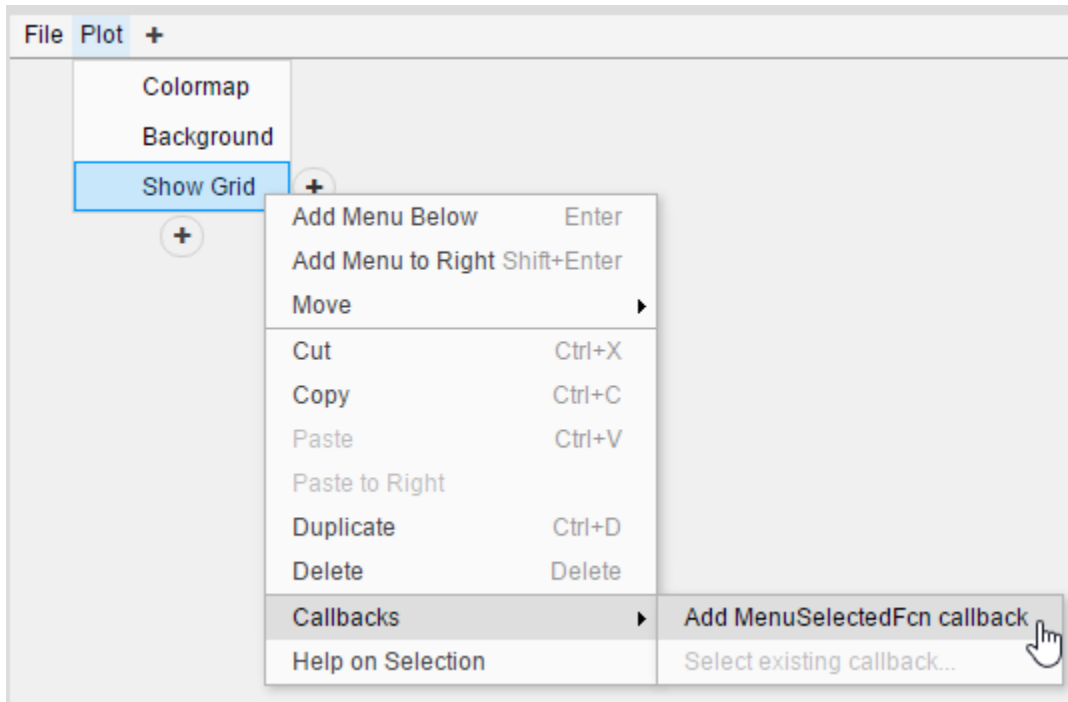 File Plot +
Colormap
Background
Show Grid +
+
Add Menu Below Enter
Add Menu to Right Shift+Enter
Move
Cut Ctrl+X
Copy Ctrl+C
Paste Ctrl+V
Paste to Right
Duplicate Ctrl+D
Delete Delete
Callbacks Add MenuSelectedFcn callback
Help on Selection Select existing callback...